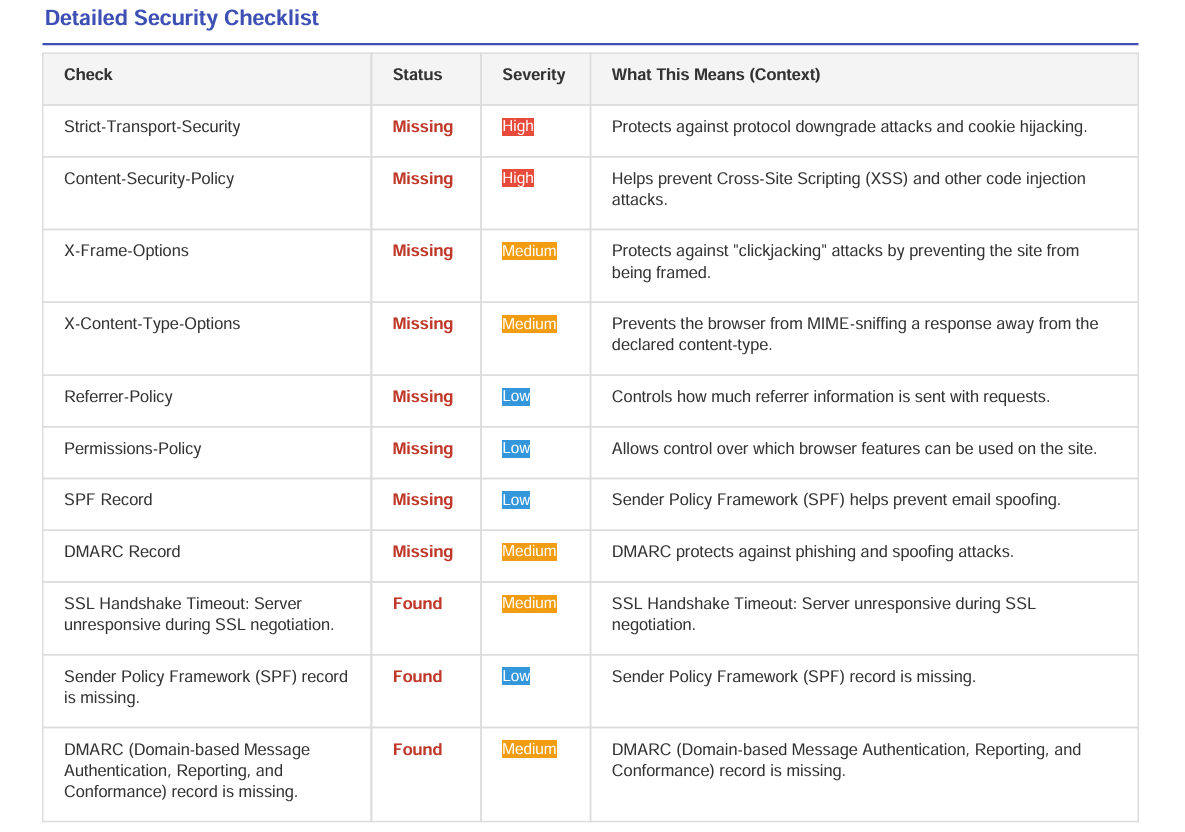 Detailed Security Checklist
Check Status Severity What This Means (Context)
Strict-Transport-Security Missing High Protects against protocol downgrade attacks and cookie hijacking.
Content-Security-Policy Missing High Helps prevent Cross-Site Scripting (XSS) and other code injection
attacks.
X-Frame-Options Missing Medium Protects against "clickjacking" attacks by preventing the site from
being framed.
X-Content-Type-Options Missing Medium Prevents the browser from MIME-sniffing a response away from the
declared content-type.
Referrer-Policy Missing Low Controls how much referrer information is sent with requests.
Permissions-Policy Missing Low Allows control over which browser features can be used on the site.
SPF Record Missing Low Sender Policy Framework (SPF) helps prevent email spoofing.
DMARC Record Missing Medium DMARC protects against phishing and spoofing attacks.
SSL Handshake Timeout: Server Found Medium SSL Handshake Timeout: Server unresponsive during SSL
unresponsive during SSL negotiation. negotiation.
Sender Policy Framework (SPF) record Found Low Sender Policy Framework (SPF) record is missing.
is missing.
DMARC (Domain-based Message Found Medium DMARC (Domain-based Message Authentication, Reporting, and
Authentication, Reporting, and Conformance) record is missing.
Conformance) record is missing.